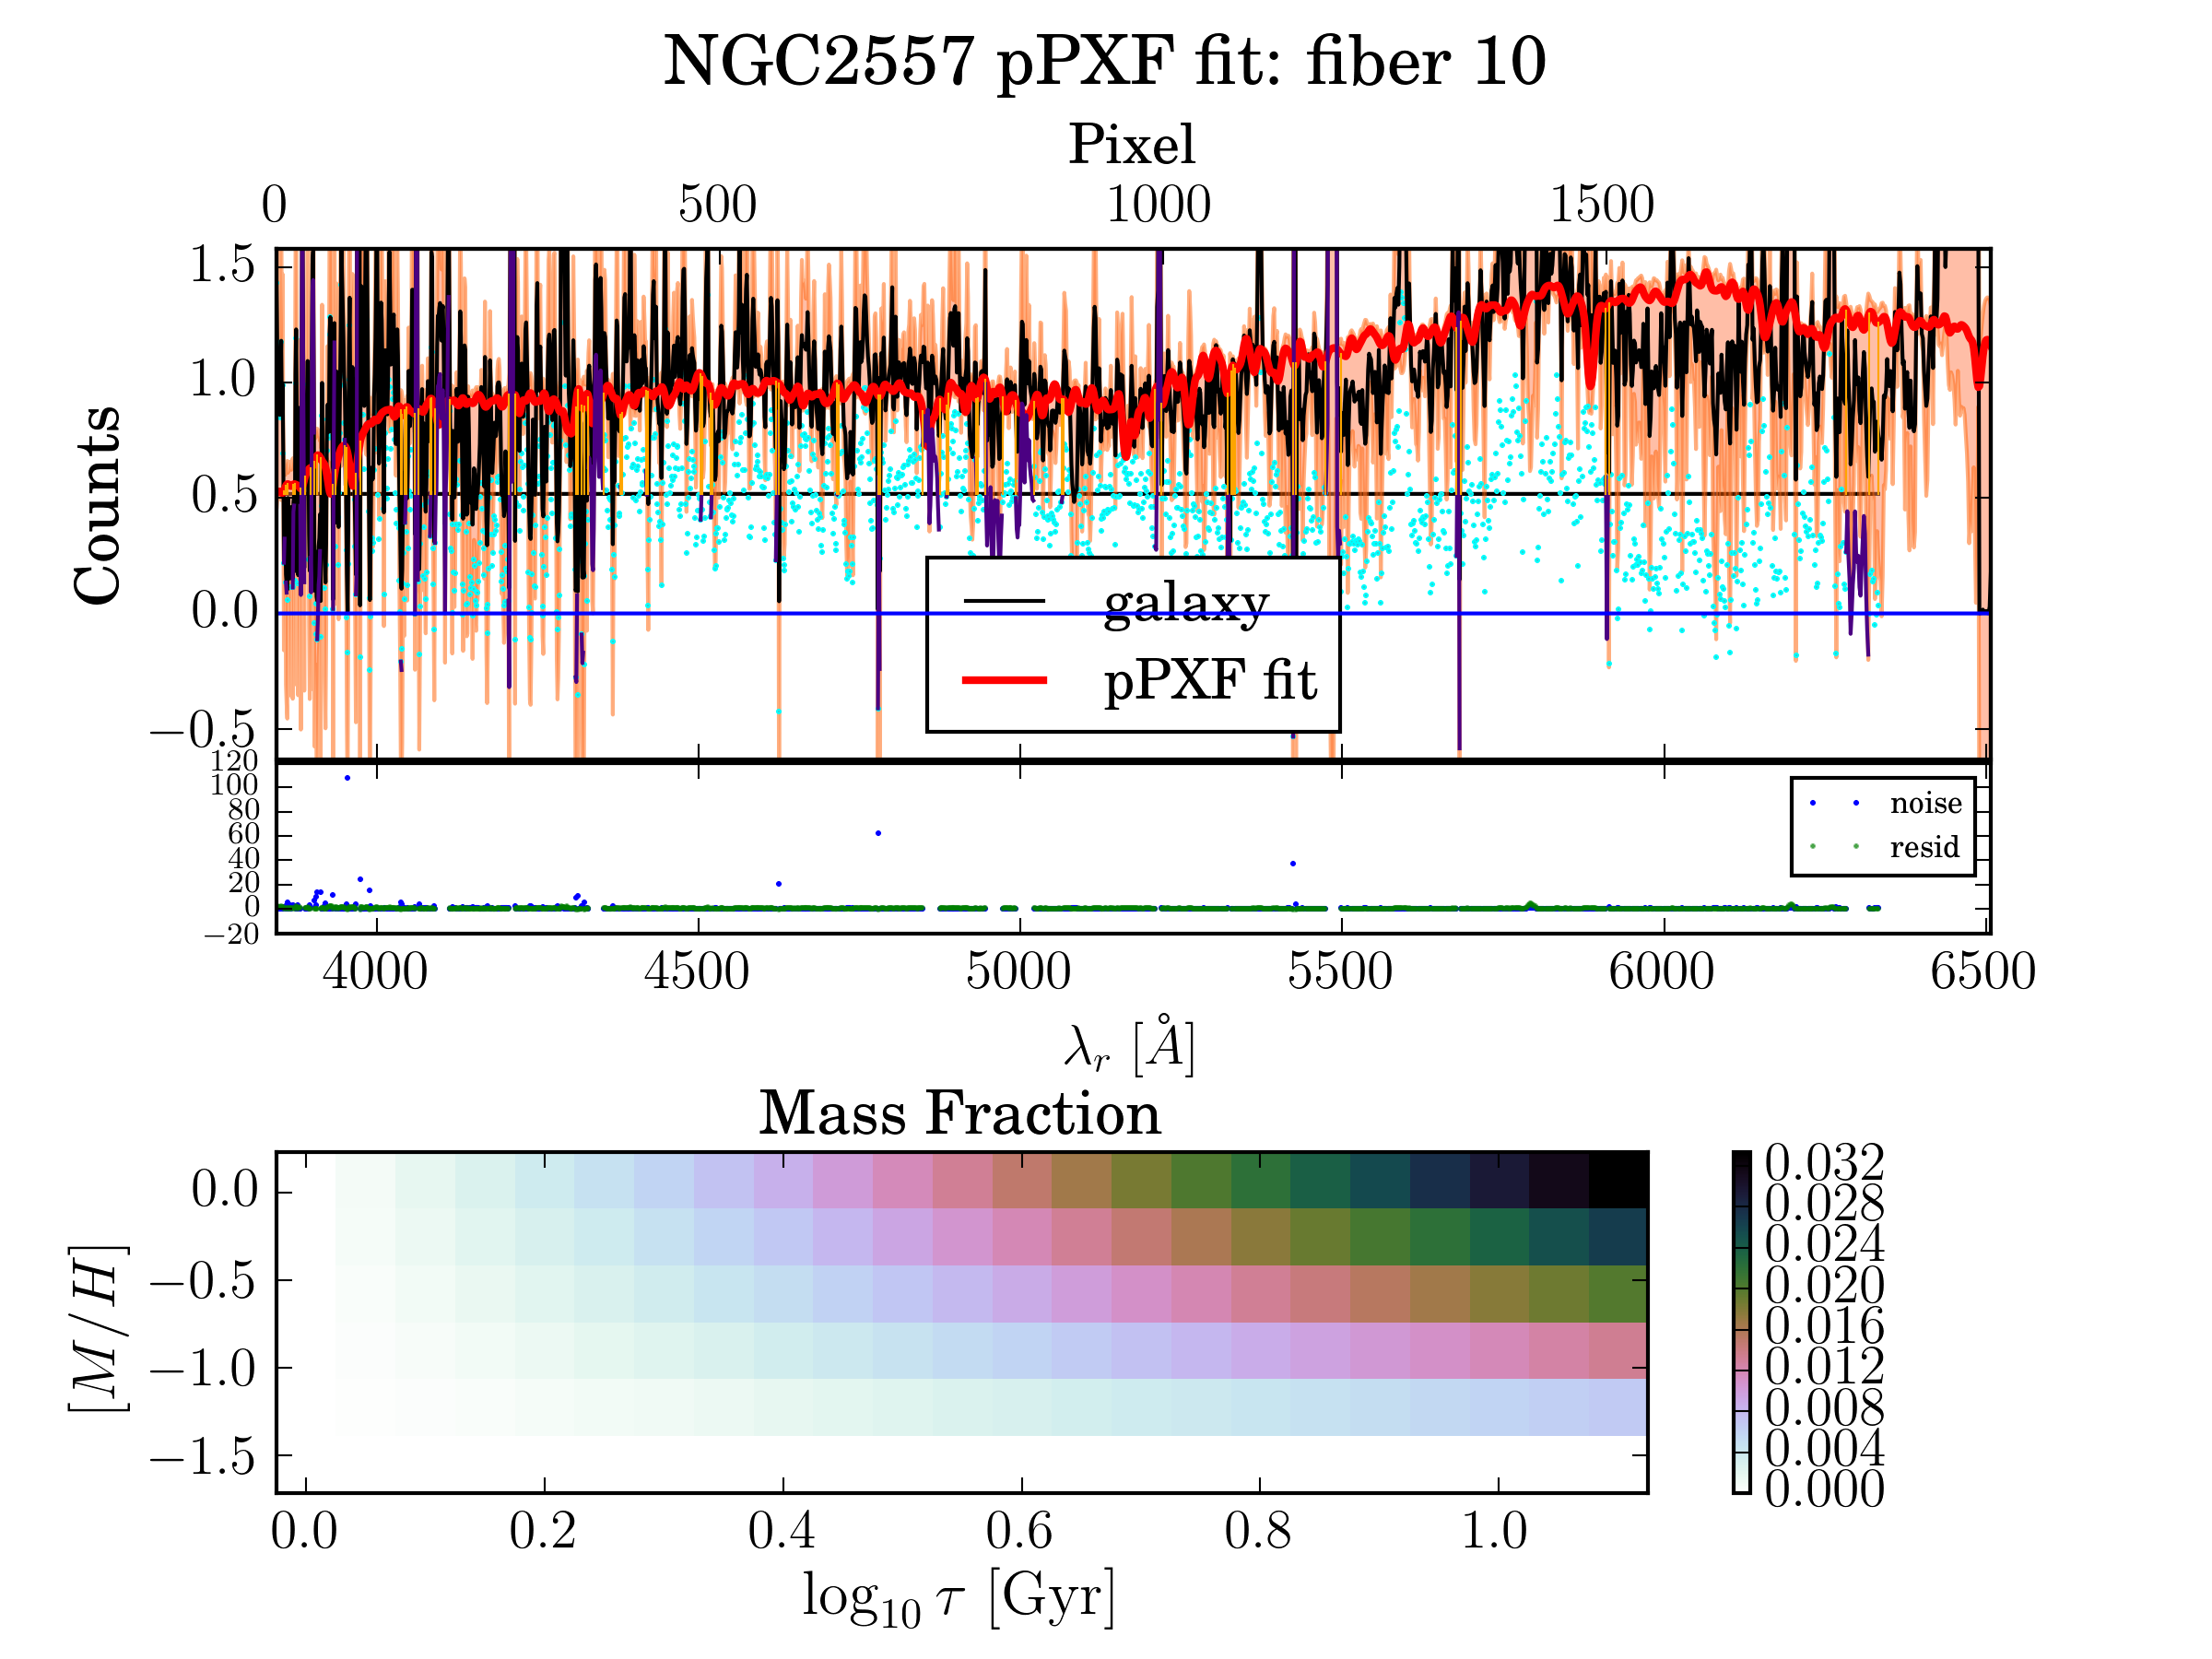 NGC2557 pPXF fit: fiber 10
Pixel
0 500 1000 1500
1.5
1.0
0.5
0.0
−0.5
Counts
galaxy
pPXF fit
120
100
80
60
40
20
0
−20
noise
resid
4000 4500 5000 5500 6000 6500
λr [Å]
Mass Fraction
0.0
−0.5
−1.0
−1.5
[M/H]
0.0 0.2 0.4 0.6 0.8 1.0
log10 τ [Gyr]
0.032
0.028
0.024
0.020
0.016
0.012
0.008
0.004
0.000